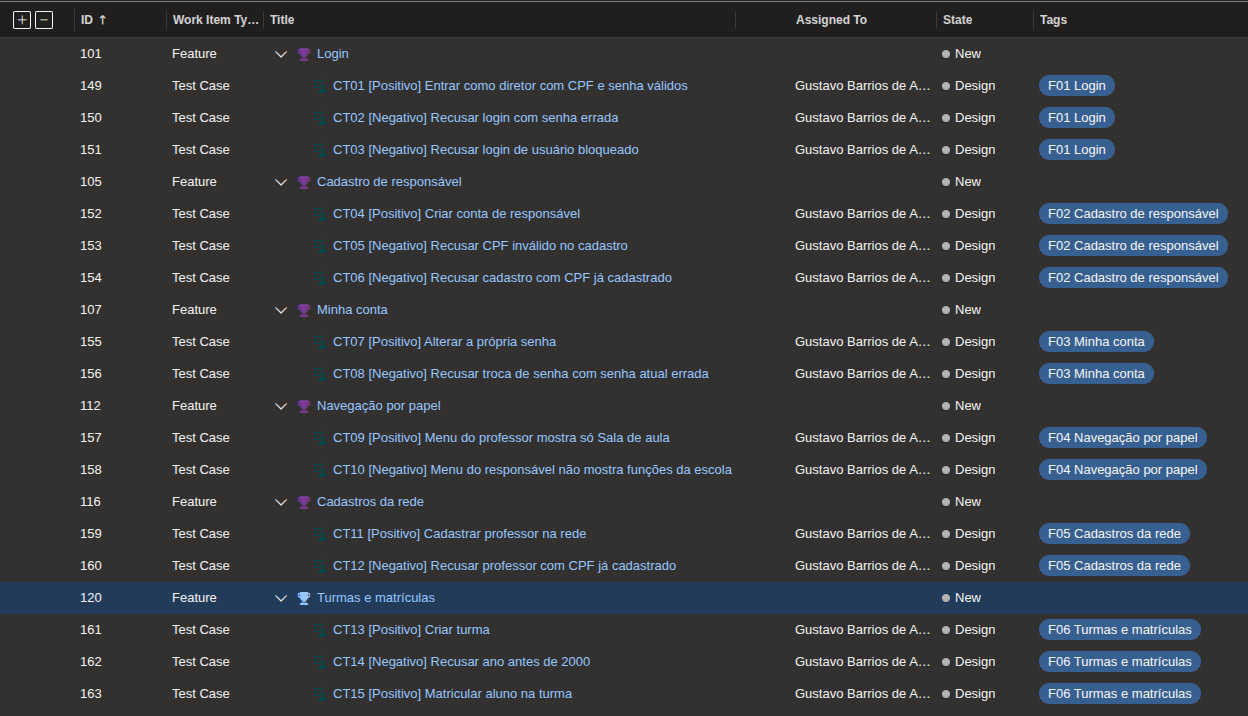 ID ↑ Work Item Ty... Title Assigned To State Tags
101 Feature Login New
149 Test Case CT01 [Positivo] Entrar como diretor com CPF e senha válidos Gustavo Barrios de A... Design F01 Login
150 Test Case CT02 [Negativo] Recusar login com senha errada Gustavo Barrios de A... Design F01 Login
151 Test Case CT03 [Negativo] Recusar login de usuário bloqueado Gustavo Barrios de A... Design F01 Login
105 Feature Cadastro de responsável New
152 Test Case CT04 [Positivo] Criar conta de responsável Gustavo Barrios de A... Design F02 Cadastro de responsável
153 Test Case CT05 [Negativo] Recusar CPF inválido no cadastro Gustavo Barrios de A... Design F02 Cadastro de responsável
154 Test Case CT06 [Negativo] Recusar cadastro com CPF já cadastrado Gustavo Barrios de A... Design F02 Cadastro de responsável
107 Feature Minha conta New
155 Test Case CT07 [Positivo] Alterar a própria senha Gustavo Barrios de A... Design F03 Minha conta
156 Test Case CT08 [Negativo] Recusar troca de senha com senha atual errada Gustavo Barrios de A... Design F03 Minha conta
112 Feature Navegação por papel New
157 Test Case CT09 [Positivo] Menu do professor mostra só Sala de aula Gustavo Barrios de A... Design F04 Navegação por papel
158 Test Case CT10 [Negativo] Menu do responsável não mostra funções da escola Gustavo Barrios de A... Design F04 Navegação por papel
116 Feature Cadastros da rede New
159 Test Case CT11 [Positivo] Cadastrar professor na rede Gustavo Barrios de A... Design F05 Cadastros da rede
160 Test Case CT12 [Negativo] Recusar professor com CPF já cadastrado Gustavo Barrios de A... Design F05 Cadastros da rede
120 Feature Turmas e matrículas New
161 Test Case CT13 [Positivo] Criar turma Gustavo Barrios de A... Design F06 Turmas e matrículas
162 Test Case CT14 [Negativo] Recusar ano antes de 2000 Gustavo Barrios de A... Design F06 Turmas e matrículas
163 Test Case CT15 [Positivo] Matricular aluno na turma Gustavo Barrios de A... Design F06 Turmas e matrículas